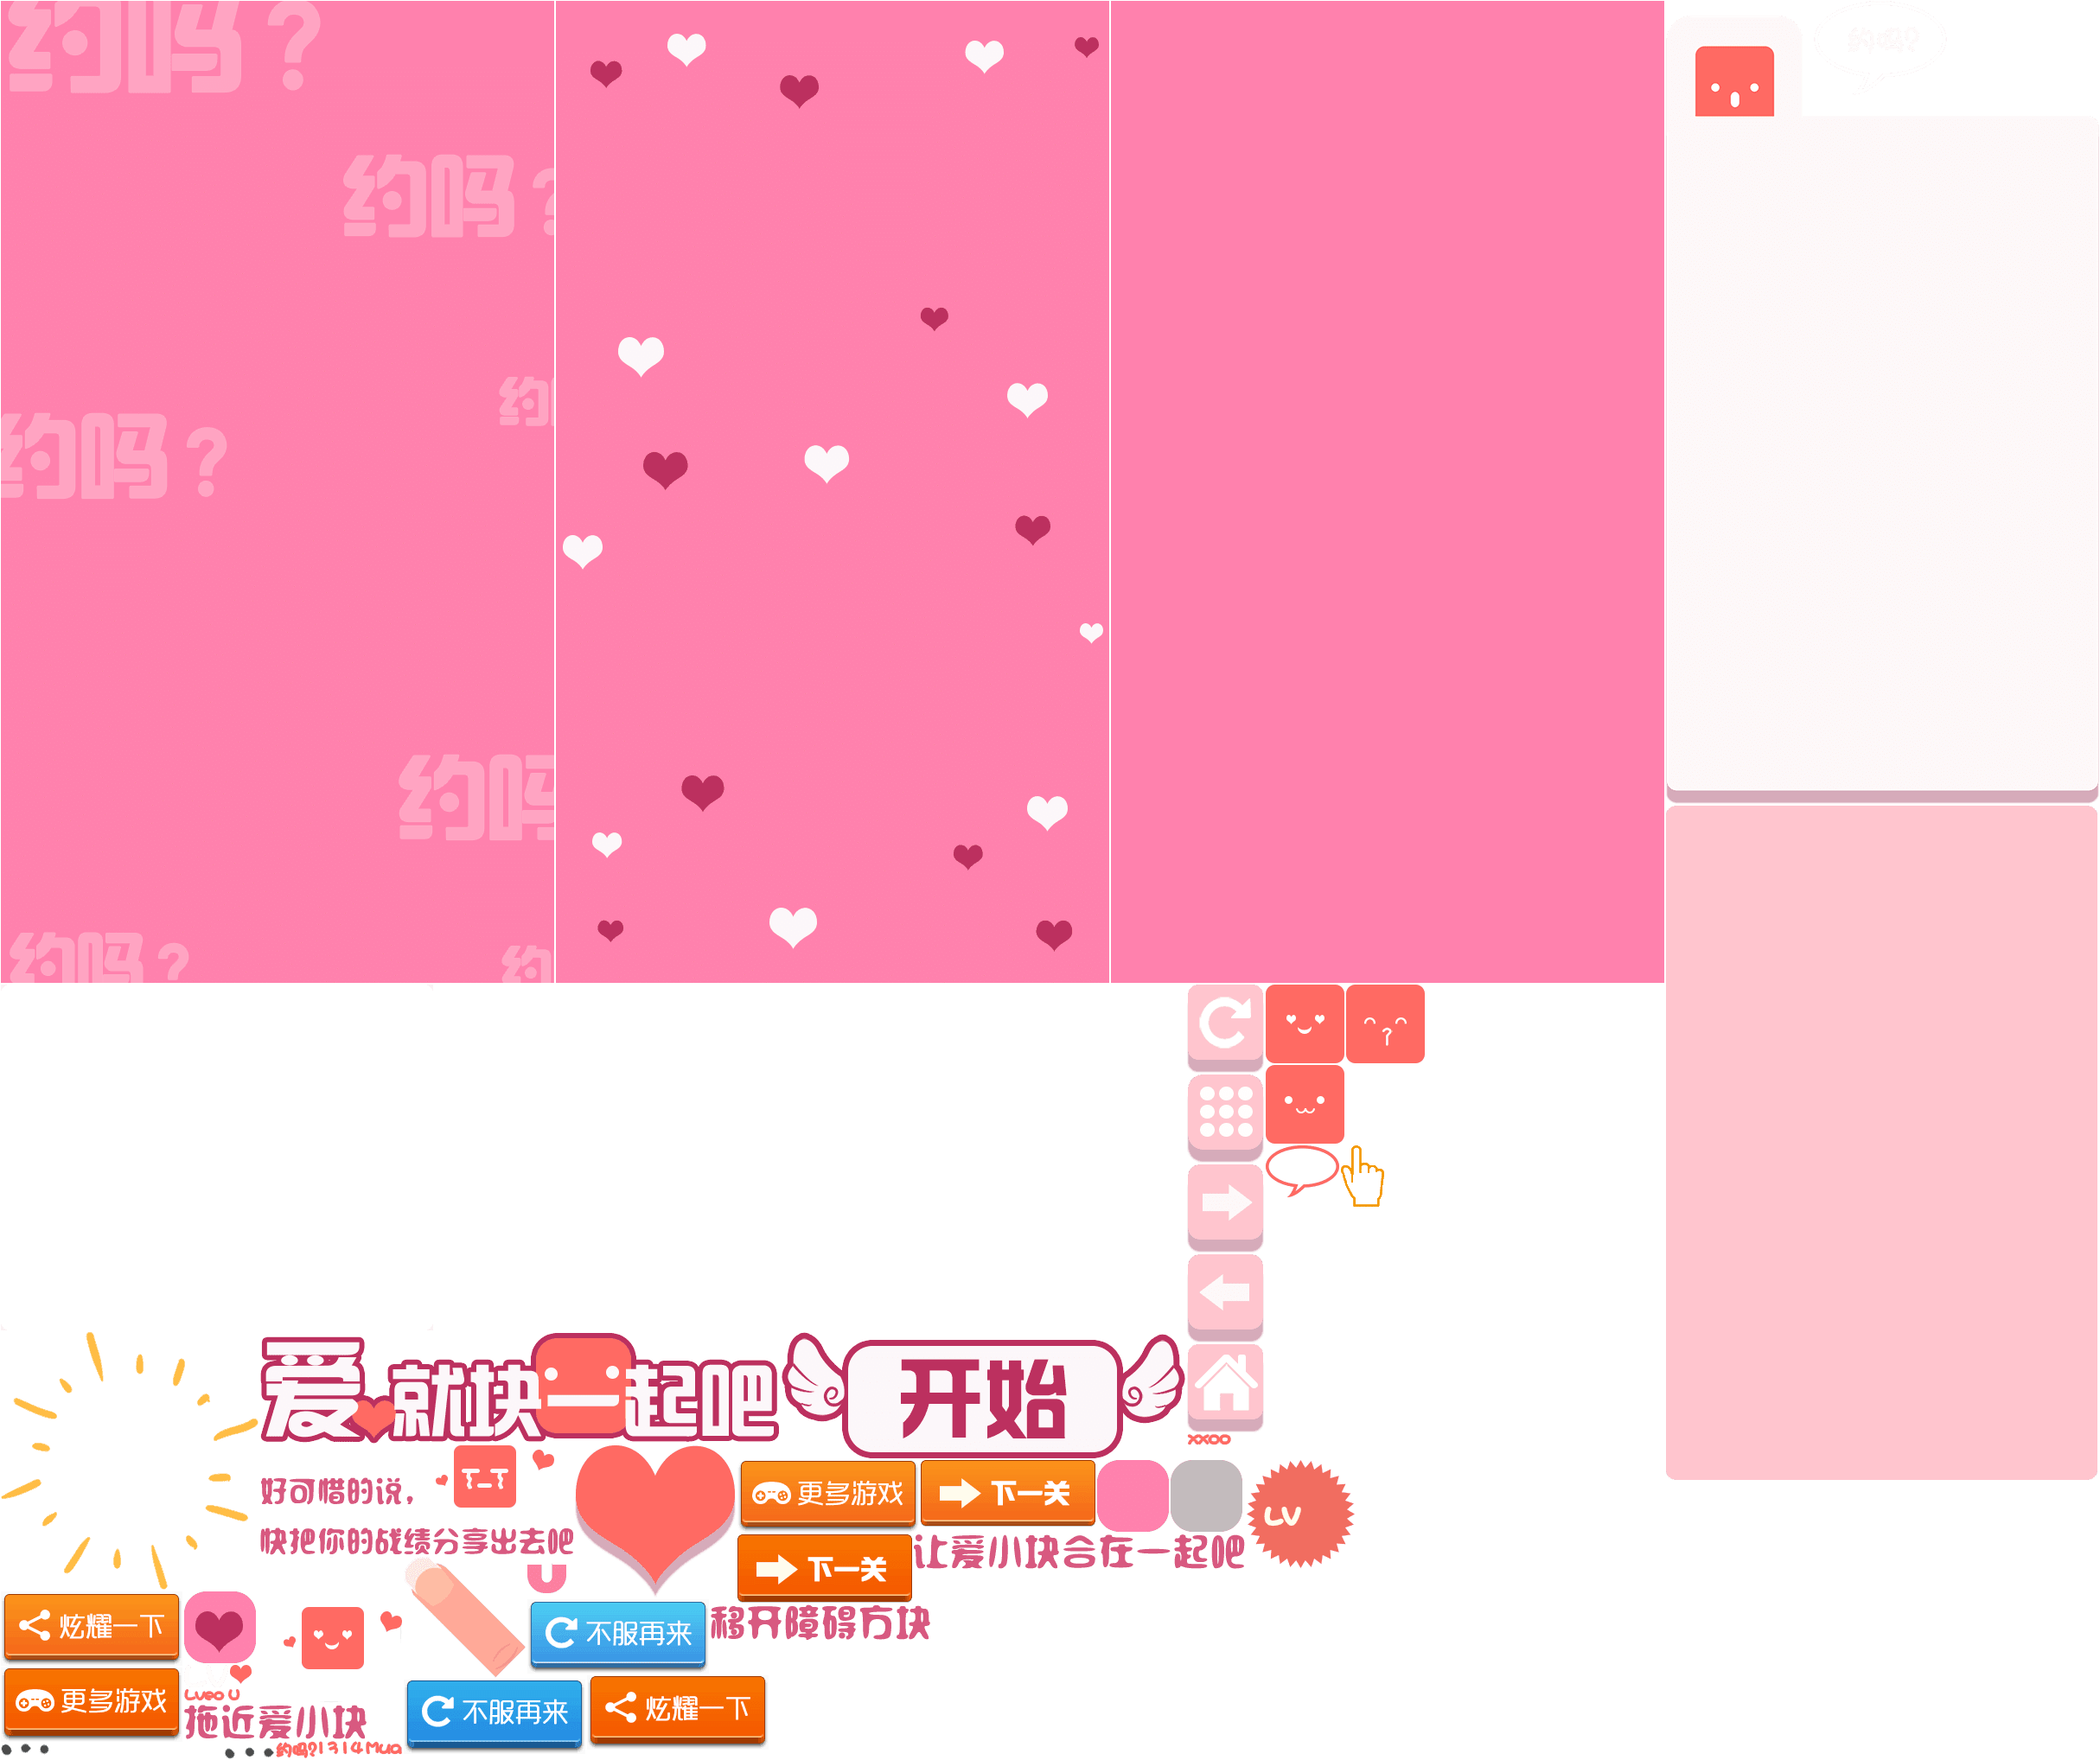 约吗?
约吗?
约吗?
约
约吗?
约吗
约吗?
约
爱就块一起吧
开始
xxoo
好可惜的说,
快把你的战绩分享出去吧
更多游戏
下一关
LV
下一关
让爱小块合在一起吧
炫耀一下
不服再来
移开障碍方块
更多游戏
Lveo U
拖近爱小块
不服再来
炫耀一下
约吗?1314Mua